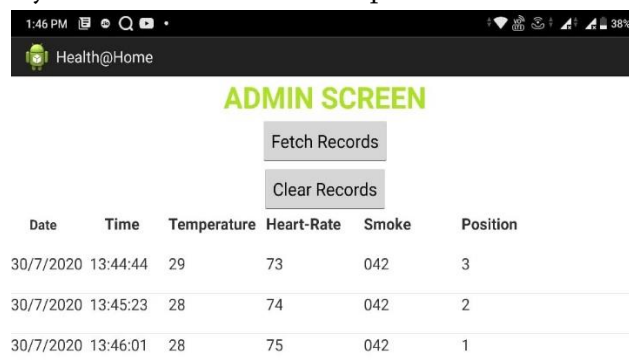 1:46 PM 38%
Health@Home
ADMIN SCREEN
Fetch Records
Clear Records
Date Time Temperature Heart-Rate Smoke Position
30/7/2020 13:44:44 29 73 042 3
30/7/2020 13:45:23 28 74 042 2
30/7/2020 13:46:01 28 75 042 1